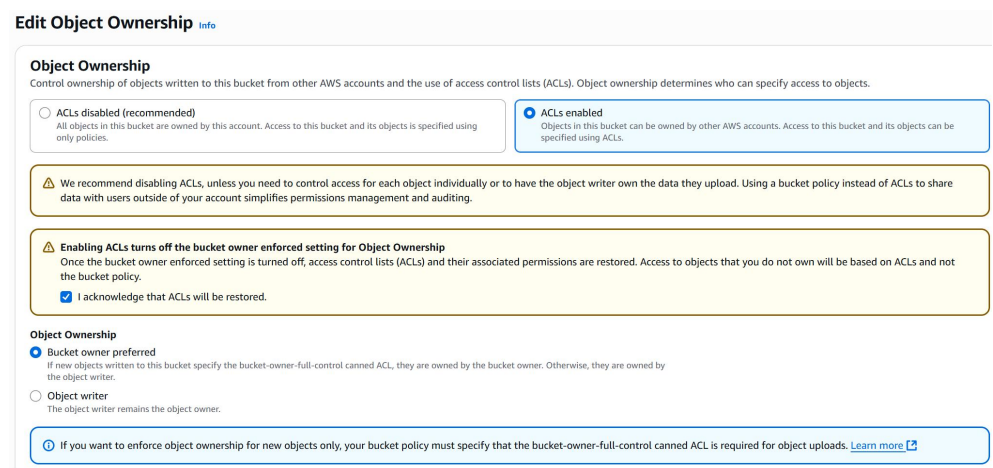 Edit Object Ownership Info
Object Ownership
Control ownership of objects written to this bucket from other AWS accounts and the use of access control lists (ACLs). Object ownership determines who can specify access to objects.
ACLs disabled (recommended)
All objects in this bucket are owned by this account. Access to this bucket and its objects is specified using
only policies.
ACLs enabled
Objects in this bucket can be owned by other AWS accounts. Access to this bucket and its objects can be
specified using ACLs.
We recommend disabling ACLs, unless you need to control access for each object individually or to have the object writer own the data they upload. Using a bucket policy instead of ACLs to share
data with users outside of your account simplifies permissions management and auditing.
Enabling ACLs turns off the bucket owner enforced setting for Object Ownership
Once the bucket owner enforced setting is turned off, access control lists (ACLs) and their associated permissions are restored. Access to objects that you do not own will be based on ACLs and not
the bucket policy.
I acknowledge that ACLs will be restored.
Object Ownership
Bucket owner preferred
If new objects written to this bucket specify the bucket-owner-full-control canned ACL, they are owned by the bucket owner. Otherwise, they are owned by
the object writer.
Object writer
The object writer remains the object owner.
If you want to enforce object ownership for new objects only, your bucket policy must specify that the bucket-owner-full-control canned ACL is required for object uploads. Learn more